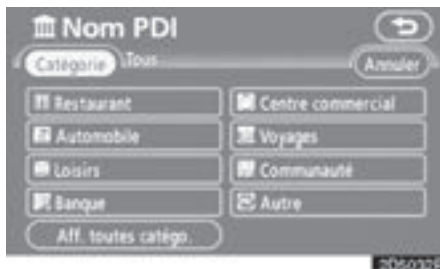 Nom PDI
Catégorie Tous Annuler
Restaurant Centre commercial
Automobile Voyages
Loisirs Communauté
Banque Autre
Aff. toutes catégo.